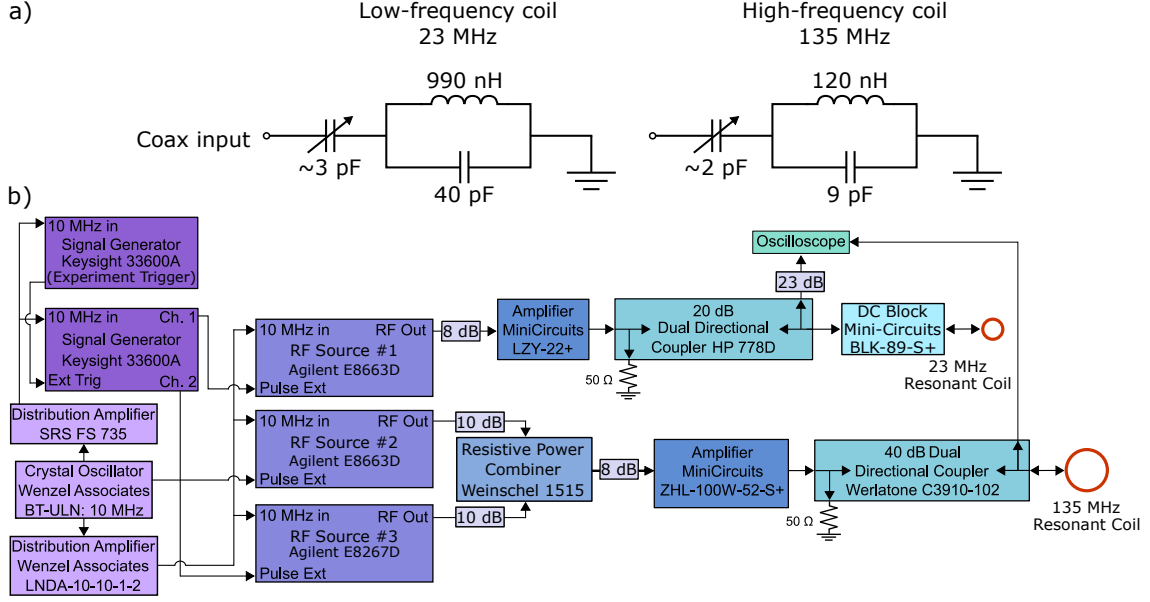 a)
Low-frequency coil
23 MHz
High-frequency coil
135 MHz
990 nH
120 nH
Coax input
~3 pF
40 pF
~2 pF
9 pF
b)
10 MHz in
Signal Generator
Keysight 33600A
(Experiment Trigger)
10 MHz in
Ch. 1
Signal Generator
Keysight 33600A
Ext Trig
Ch. 2
Distribution Amplifier
SRS FS 735
Crystal Oscillator
Wenzel Associates
BT-ULN: 10 MHz
Distribution Amplifier
Wenzel Associates
LNDA-10-10-1-2
10 MHz in
RF Out
RF Source #1
Agilent E8663D
Pulse Ext
10 MHz in
RF Out
RF Source #2
Agilent E8663D
Pulse Ext
10 MHz in
RF Out
RF Source #3
Agilent E8267D
Pulse Ext
8 dB
10 dB
10 dB
Amplifier
MiniCircuits
LZY-22+
Resistive Power
Combiner
Weinschel 1515
8 dB
20 dB
Dual Directional
Coupler HP 778D
50 Ω
Oscilloscope
23 dB
DC Block
Mini-Circuits
BLK-89-S+
23 MHz
Resonant Coil
Amplifier
MiniCircuits
ZHL-100W-52-S+
40 dB Dual
Directional Coupler
Werlatone C3910-102
50 Ω
135 MHz
Resonant Coil